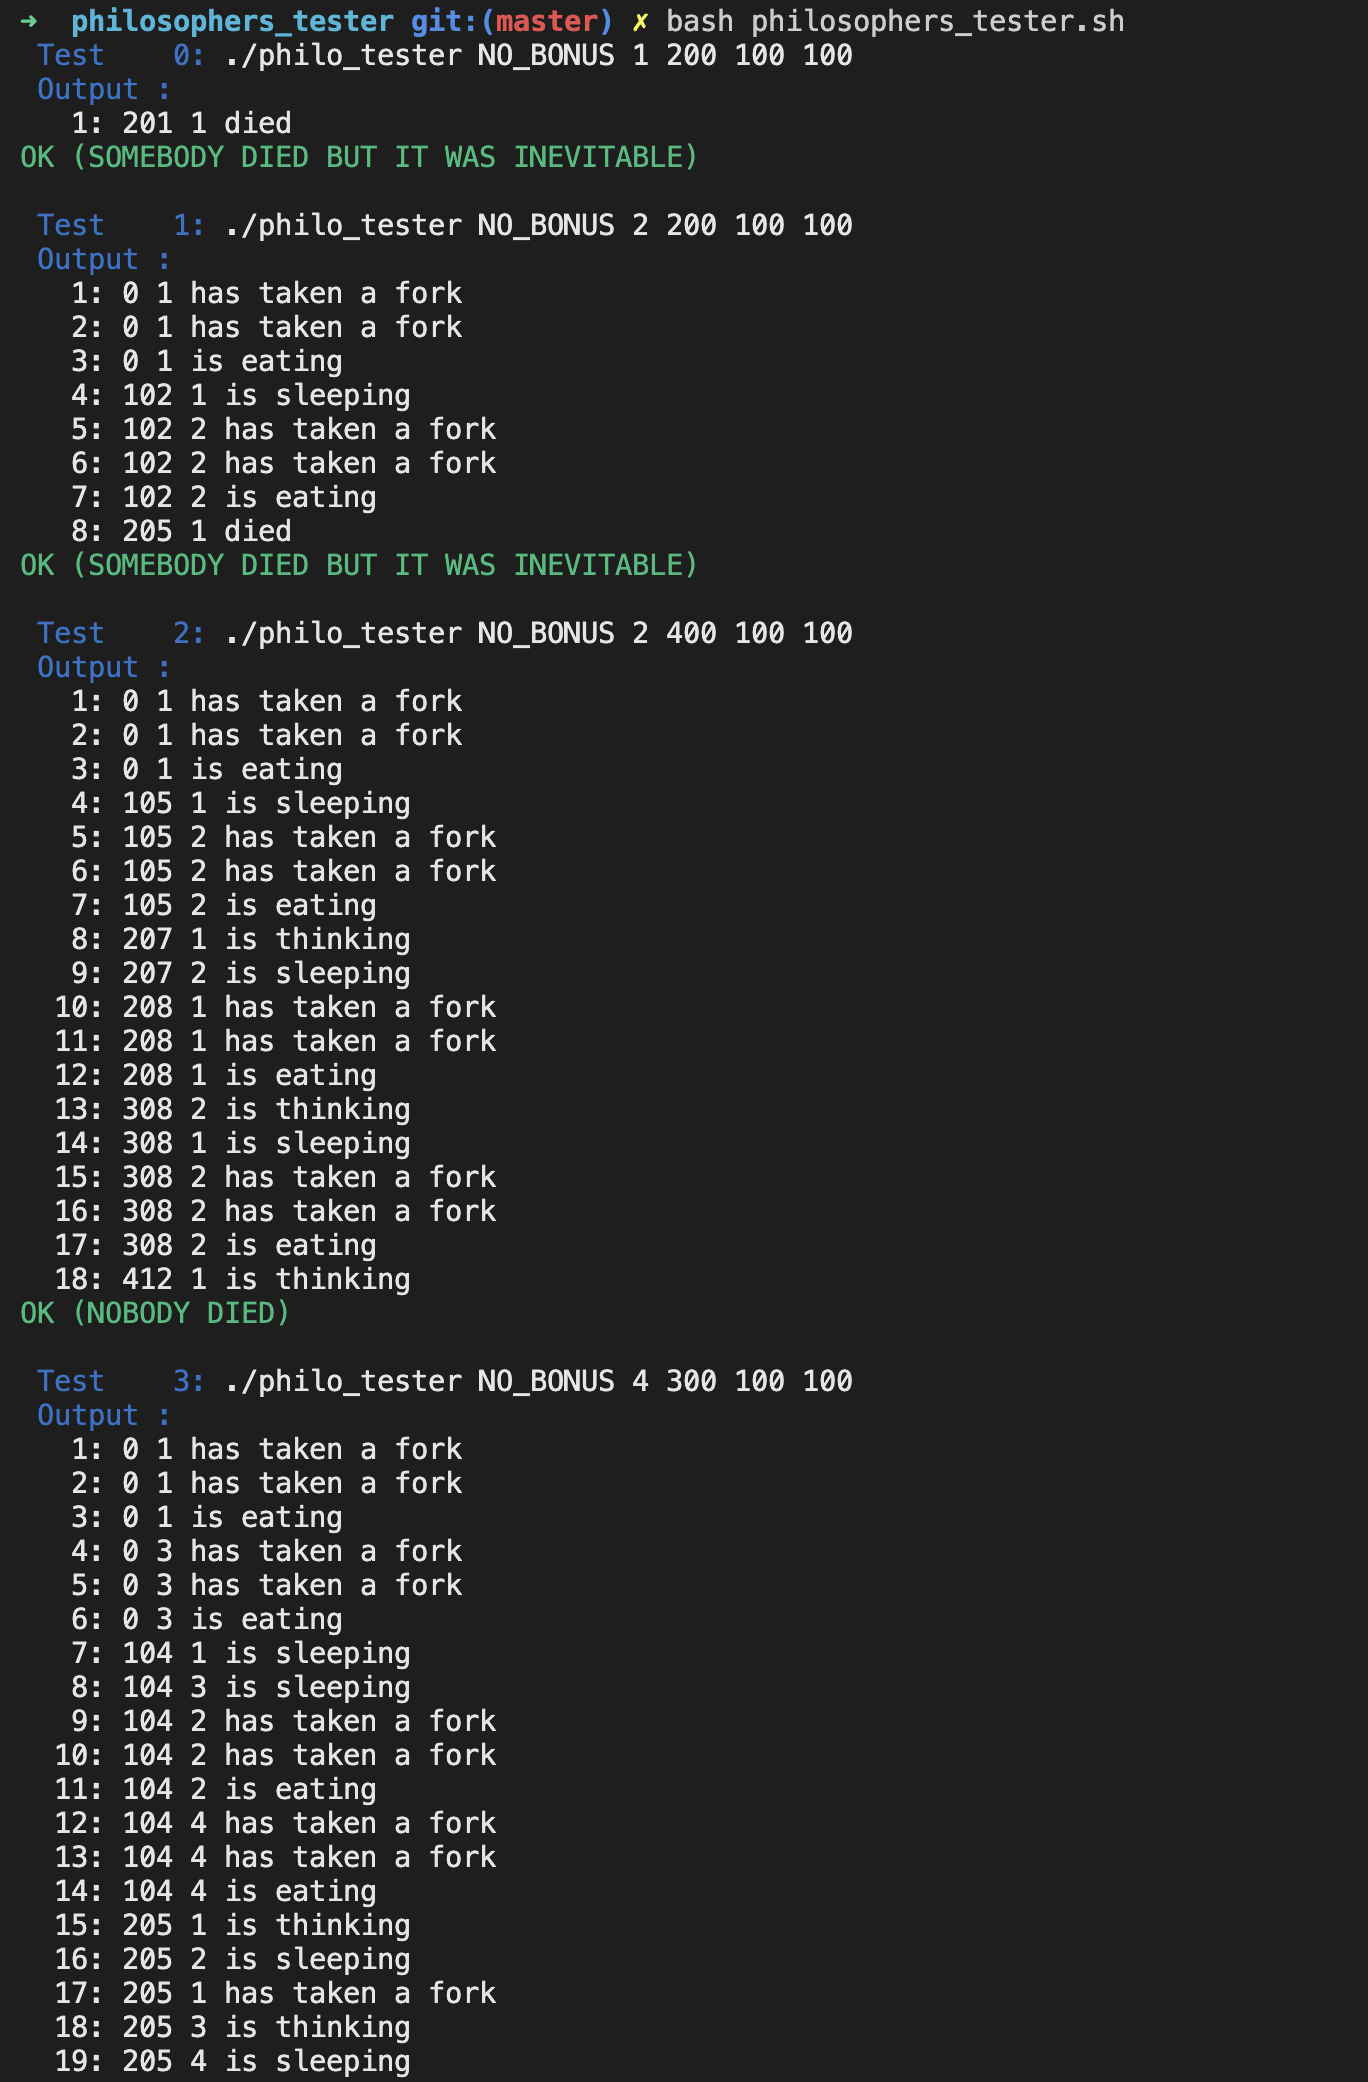 ➜  philosophers_tester git:(master) ✗ bash philosophers_tester.sh
Test    0: ./philo_tester NO_BONUS 1 200 100 100
Output :
1: 201 1 died
OK (SOMEBODY DIED BUT IT WAS INEVITABLE)
Test    1: ./philo_tester NO_BONUS 2 200 100 100
Output :
1: 0 1 has taken a fork
2: 0 1 has taken a fork
3: 0 1 is eating
4: 102 1 is sleeping
5: 102 2 has taken a fork
6: 102 2 has taken a fork
7: 102 2 is eating
8: 205 1 died
OK (SOMEBODY DIED BUT IT WAS INEVITABLE)
Test    2: ./philo_tester NO_BONUS 2 400 100 100
Output :
1: 0 1 has taken a fork
2: 0 1 has taken a fork
3: 0 1 is eating
4: 105 1 is sleeping
5: 105 2 has taken a fork
6: 105 2 has taken a fork
7: 105 2 is eating
8: 207 1 is thinking
9: 207 2 is sleeping
10: 208 1 has taken a fork
11: 208 1 has taken a fork
12: 208 1 is eating
13: 308 2 is thinking
14: 308 1 is sleeping
15: 308 2 has taken a fork
16: 308 2 has taken a fork
17: 308 2 is eating
18: 412 1 is thinking
OK (NOBODY DIED)
Test    3: ./philo_tester NO_BONUS 4 300 100 100
Output :
1: 0 1 has taken a fork
2: 0 1 has taken a fork
3: 0 1 is eating
4: 0 3 has taken a fork
5: 0 3 has taken a fork
6: 0 3 is eating
7: 104 1 is sleeping
8: 104 3 is sleeping
9: 104 2 has taken a fork
10: 104 2 has taken a fork
11: 104 2 is eating
12: 104 4 has taken a fork
13: 104 4 has taken a fork
14: 104 4 is eating
15: 205 1 is thinking
16: 205 2 is sleeping
17: 205 1 has taken a fork
18: 205 3 is thinking
19: 205 4 is sleeping